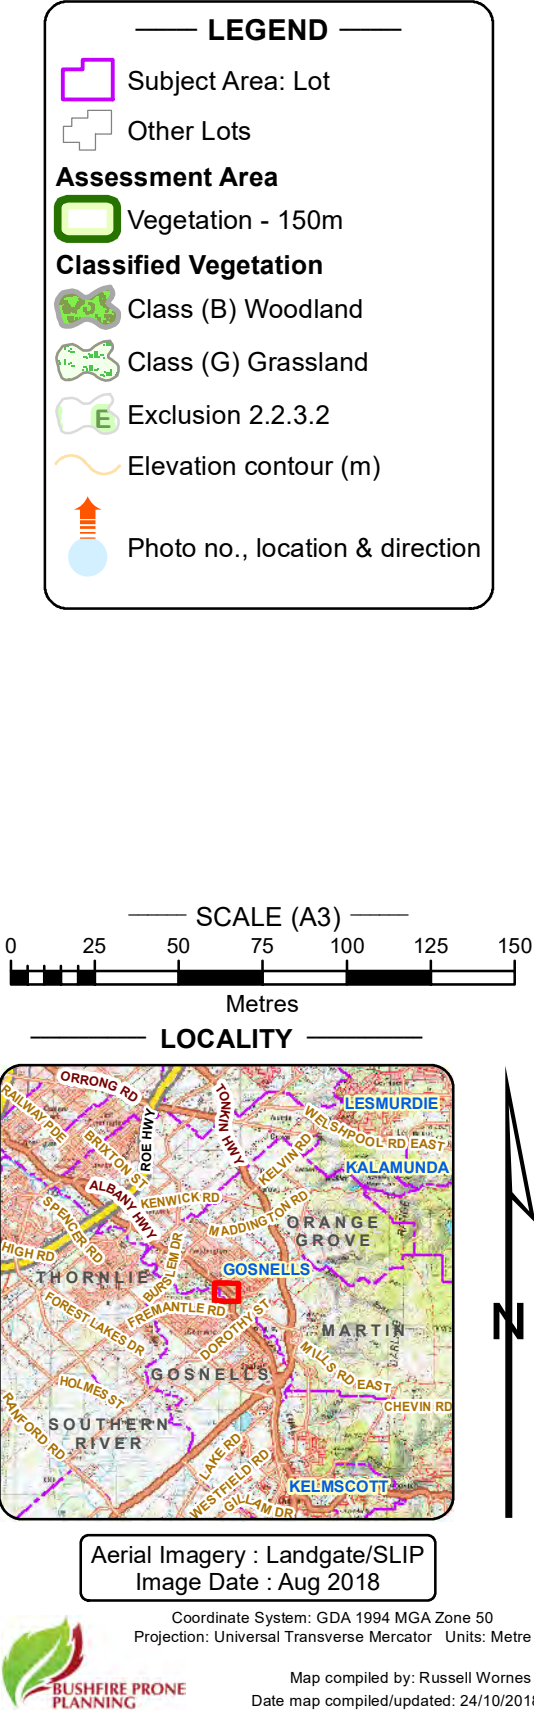 LEGEND
Subject Area: Lot
Other Lots
Assessment Area
Vegetation - 150m
Classified Vegetation
Class (B) Woodland
Class (G) Grassland
E Exclusion 2.2.3.2
Elevation contour (m)
Photo no., location & direction
SCALE (A3)
0 25 50 75 100 125 150
Metres
LOCALITY
ORRONG RD
RAILWAY PDE
BRIXTON ST
ROE HWY
TONKIN HWY
LESMURDIE
WELSHPOOL RD EAST
KELVIN RD
KALAMUNDA
ALBANY HWY
KENWICK RD
SPENCER RD
MADDINGTON RD
ORANGE
GROVE
HIGH RD
BURSLEM DR
GOSNELLS
THORNLIE
FREMANTLE RD
FOREST LAKES DR
DOROTHY ST
MARTIN
GOSNELLS
MILLS RD EAST
HOLMES ST
CHEVIN RD
RANFORD RD
SOUTHERN
RIVER
LAKE RD
WESTFIELD RD
KELMSCOTT
GILLAM DR
N
Aerial Imagery : Landgate/SLIP
Image Date : Aug 2018
Coordinate System: GDA 1994 MGA Zone 50
Projection: Universal Transverse Mercator Units: Metre
BUSHFIRE PRONE
PLANNING
Map compiled by: Russell Wornes
Date map compiled/updated: 24/10/2018